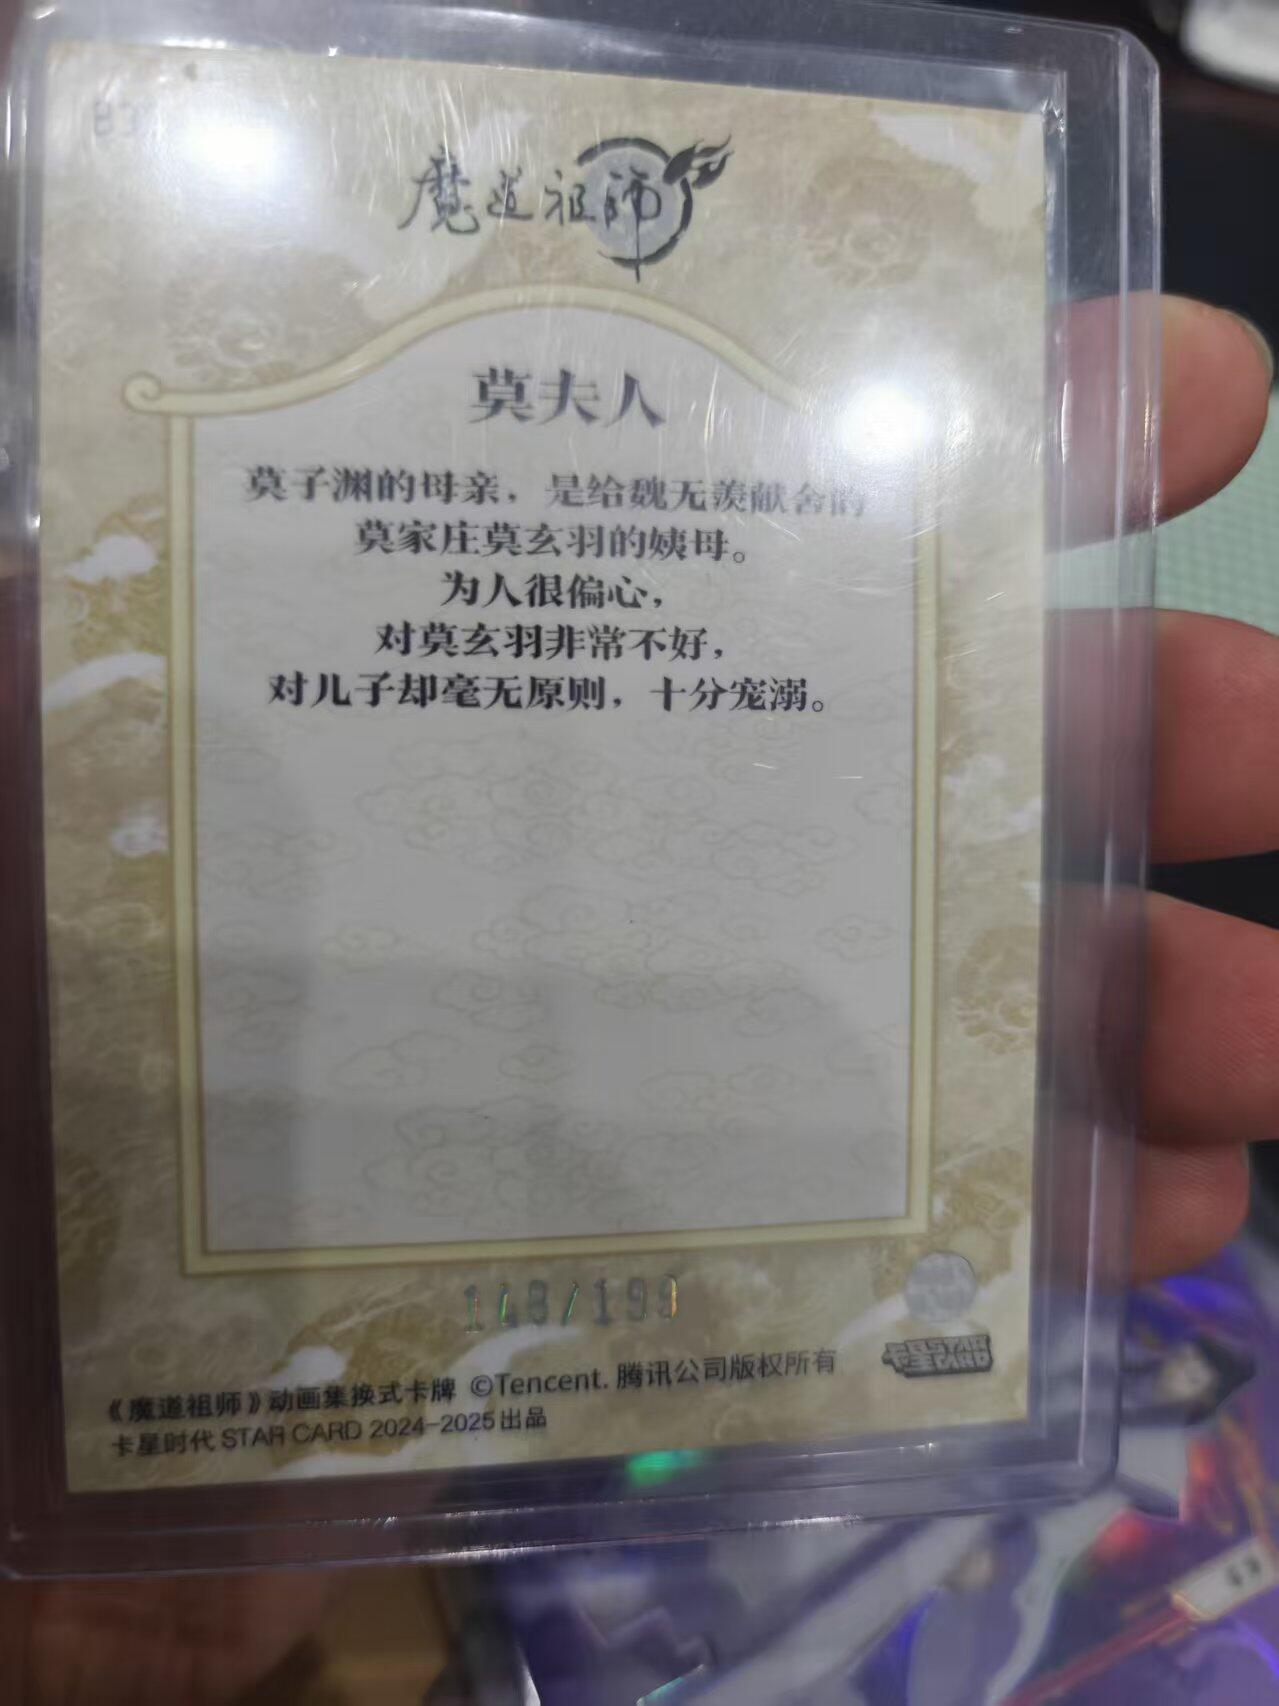 魔道祖师
莫夫人
莫子渊的母亲，是给魏无羡献舍的
莫家庄莫玄羽的姨母。
为人很偏心，
对莫玄羽非常不好，
对儿子却毫无原则，十分宠溺。
148/199
卡星时代
《魔道祖师》动画集换式卡牌 ©Tencent. 腾讯公司版权所有
卡星时代 STAR CARD 2024-2025出品